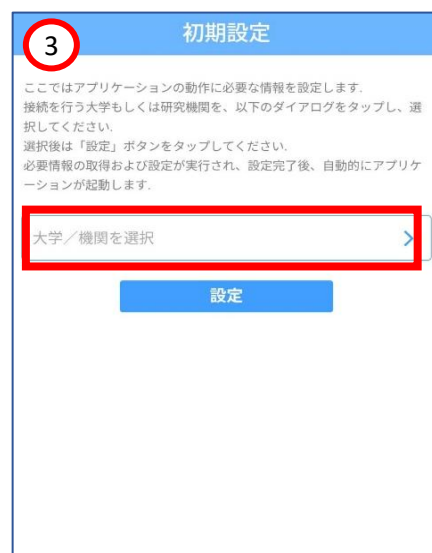 3
初期設定
ここではアプリケーションの動作に必要な情報を設定します.
接続を行う大学もしくは研究機関を、以下のダイアログをタップし、選
択してください.
選択後は「設定」ボタンをタップしてください.
必要情報の取得および設定が実行され、設定完了後、自動的にアプリケ
ーションが起動します.
大学／機関を選択
設定